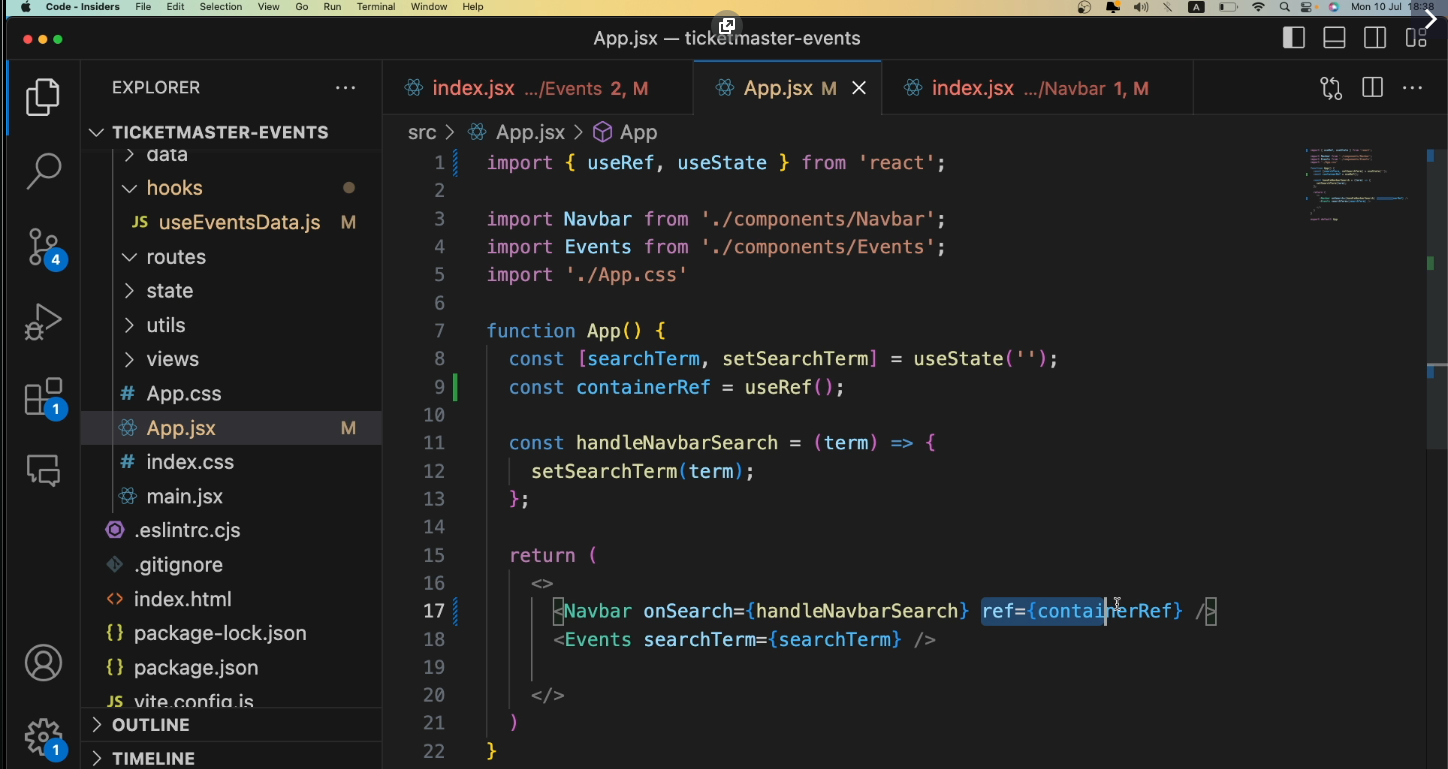 Code - Insiders File Edit Selection View Go Run Terminal Window Help A Mon 10 Jul 18:38
App.jsx — ticketmaster-events
EXPLORER
index.jsx .../Events 2, M App.jsx M index.jsx .../Navbar 1, M
TICKETMASTER-EVENTS
data
hooks
JS useEventsData.js M
routes
state
utils
views
# App.css
App.jsx M
# index.css
main.jsx
.eslintrc.cjs
.gitignore
<> index.html
{} package-lock.json
{} package.json
JS vite.config.js
OUTLINE
TIMELINE
4
1
1
src > App.jsx > App
1 import { useRef, useState } from 'react';
2
3 import Navbar from './components/Navbar';
4 import Events from './components/Events';
5 import './App.css'
6
7 function App() {
8 const [searchTerm, setSearchTerm] = useState('');
9 const containerRef = useRef();
10
11 const handleNavbarSearch = (term) => {
12 setSearchTerm(term);
13 };
14
15 return (
16 <>
17 <Navbar onSearch={handleNavbarSearch} ref={containerRef} />
18 <Events searchTerm={searchTerm} />
19
20 </>
21 )
22 }